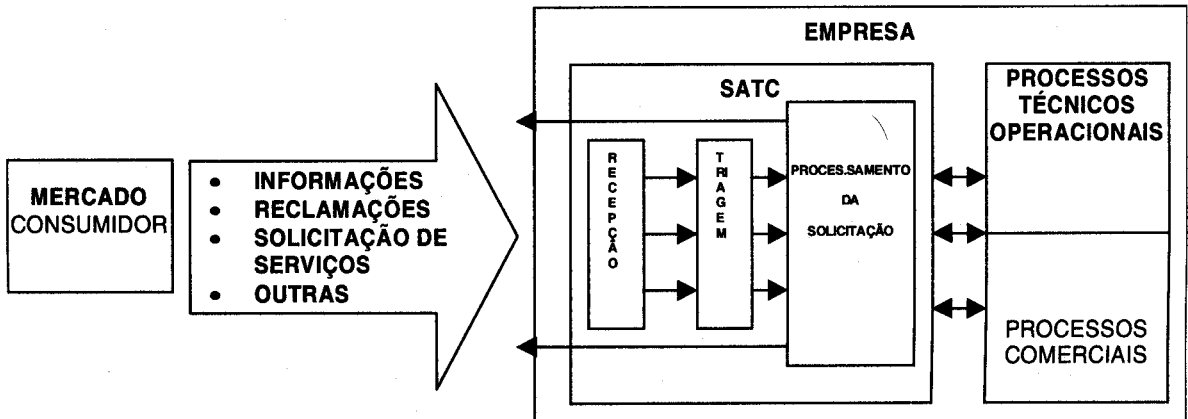 EMPRESA
MERCADO
CONSUMIDOR
• INFORMAÇÕES
• RECLAMAÇÕES
• SOLICITAÇÃO DE
SERVIÇOS
• OUTRAS
SATC
RECEPÇÃO
TRIAGEM
PROCES.SAMENTO
DA
SOLICITAÇÃO
PROCESSOS
TÉCNICOS
OPERACIONAIS
PROCESSOS
COMERCIAIS